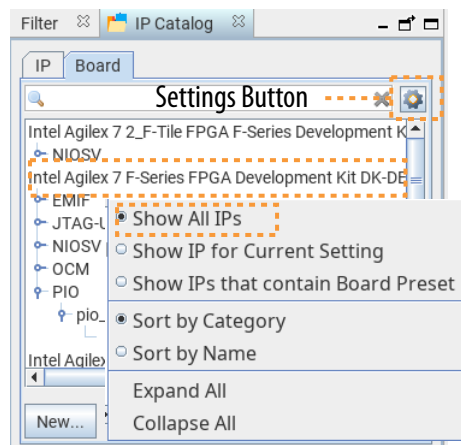 Filter IP Catalog
IP Board
Settings Button
Intel Agilex 7 2_F-Tile FPGA F-Series Development K
NIOSV
Intel Agilex 7 F-Series FPGA Development Kit DK-DE
EMIF
JTAG-U
NIOSV
OCM
PIO
pio_
Intel Agilex
Show All IPs
Show IP for Current Setting
Show IPs that contain Board Preset
Sort by Category
Sort by Name
Expand All
Collapse All
New...